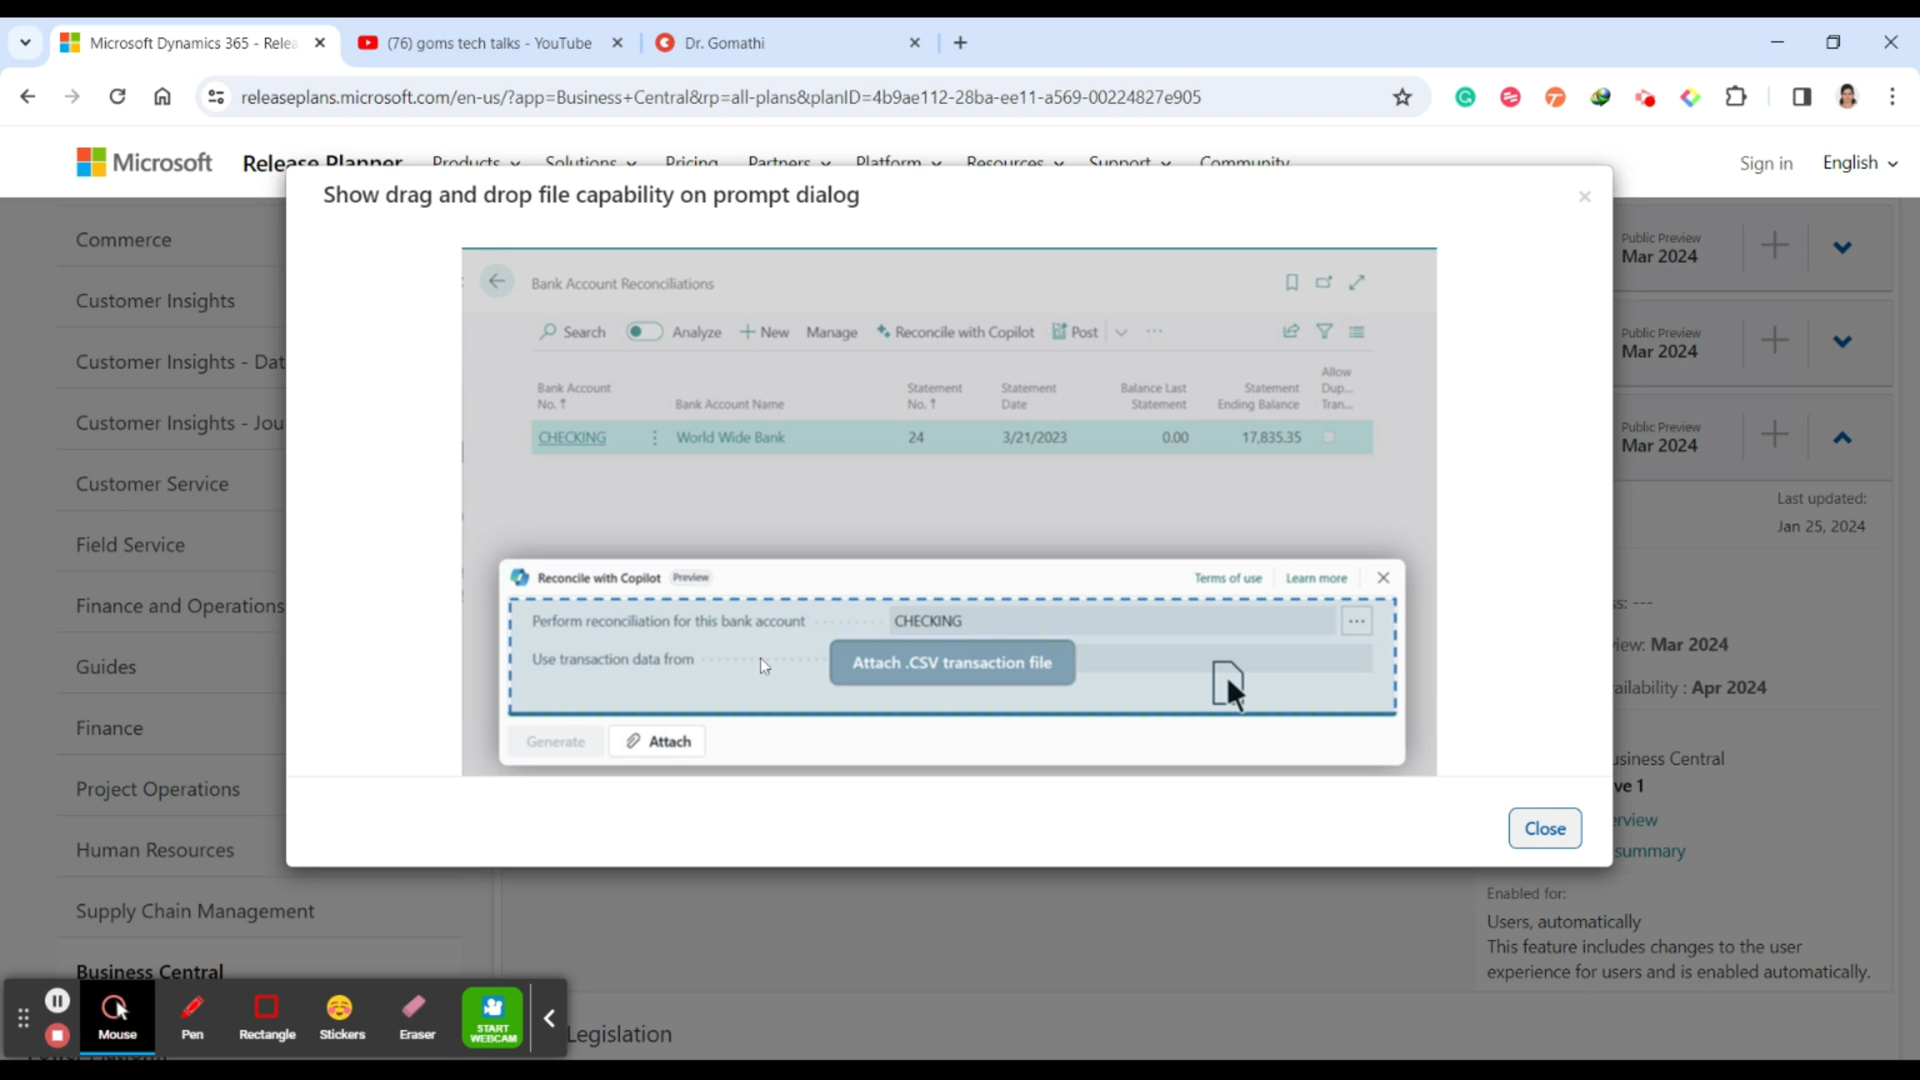 Microsoft Dynamics 365 - Relea
(76) goms tech talks - YouTube
Dr. Gomathi
releaseplans.microsoft.com/en-us/?app=Business+Central&rp=all-plans&planID=4b9ae112-28ba-ee11-a569-00224827e905
Microsoft
Release Planner
Products
Solutions
Pricing
Partners
Platform
Resources
Support
Community
Sign in
English
Show drag and drop file capability on prompt dialog
Commerce
Customer Insights
Customer Insights - Dat
Customer Insights - Jou
Customer Service
Field Service
Finance and Operations
Guides
Finance
Project Operations
Human Resources
Supply Chain Management
Business Central
Bank Account Reconciliations
Search
Analyze
New
Manage
Reconcile with Copilot
Post
Bank Account No. ↑
Bank Account Name
Statement No. ↑
Statement Date
Balance Last Statement
Statement Ending Balance
Allow Dup... Tran...
CHECKING World Wide Bank 24 3/21/2023 0.00 17,835.35
Reconcile with Copilot Preview
Terms of use
Learn more
Perform reconciliation for this bank account
CHECKING
Use transaction data from
Attach .CSV transaction file
Generate
Attach
Close
Public Preview
Mar 2024
Public Preview
Mar 2024
Public Preview
Mar 2024
Last updated:
Jan 25, 2024
s: ---
iew: Mar 2024
ailability : Apr 2024
usiness Central
ve 1
rview
summary
Enabled for:
Users, automatically
This feature includes changes to the user
experience for users and is enabled automatically.
Legislation
Mouse
Pen
Rectangle
Stickers
Eraser
START
WEBCAM